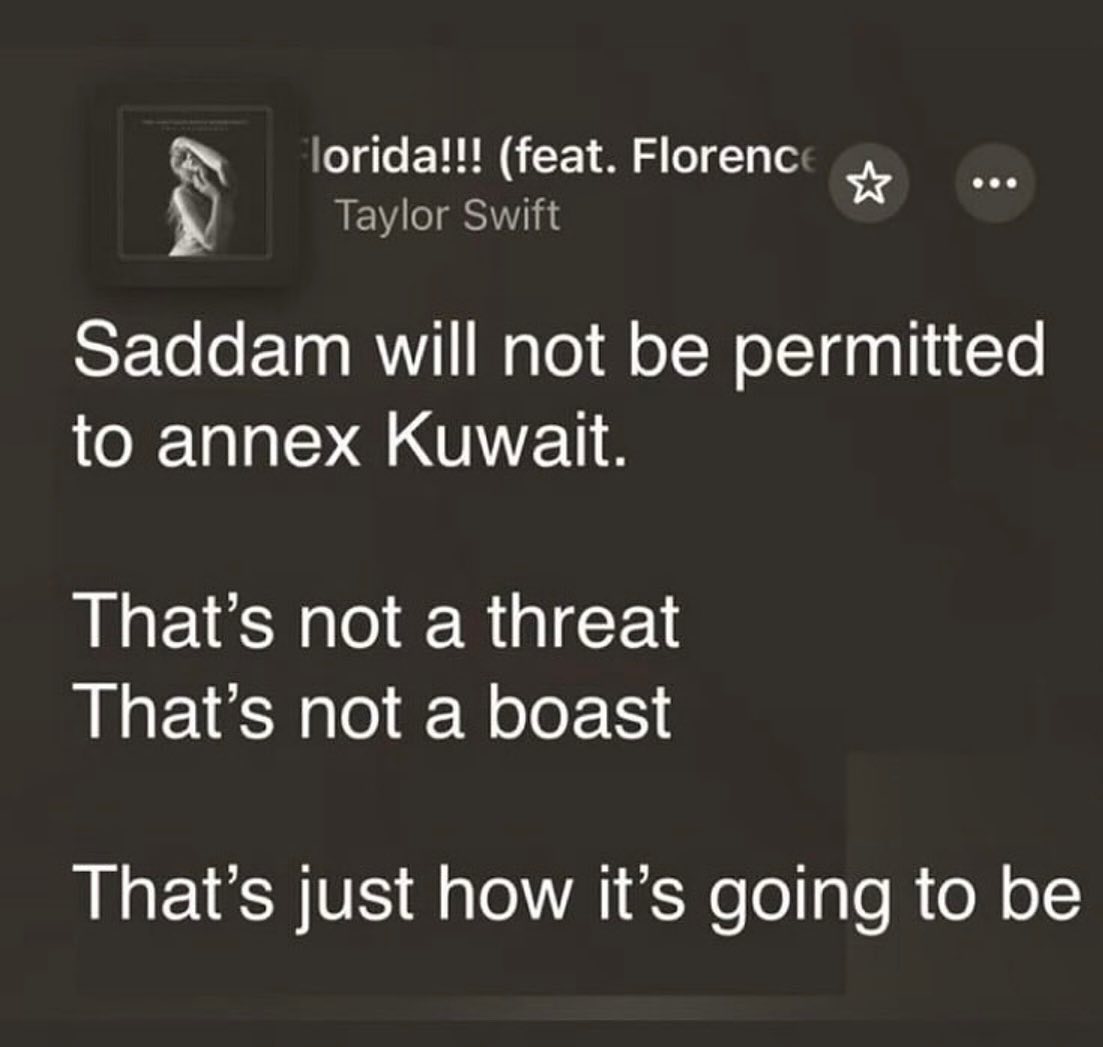 lorida!!! (feat. Florence
Taylor Swift
Saddam will not be permitted
to annex Kuwait.
That’s not a threat
That’s not a boast
That’s just how it’s going to be